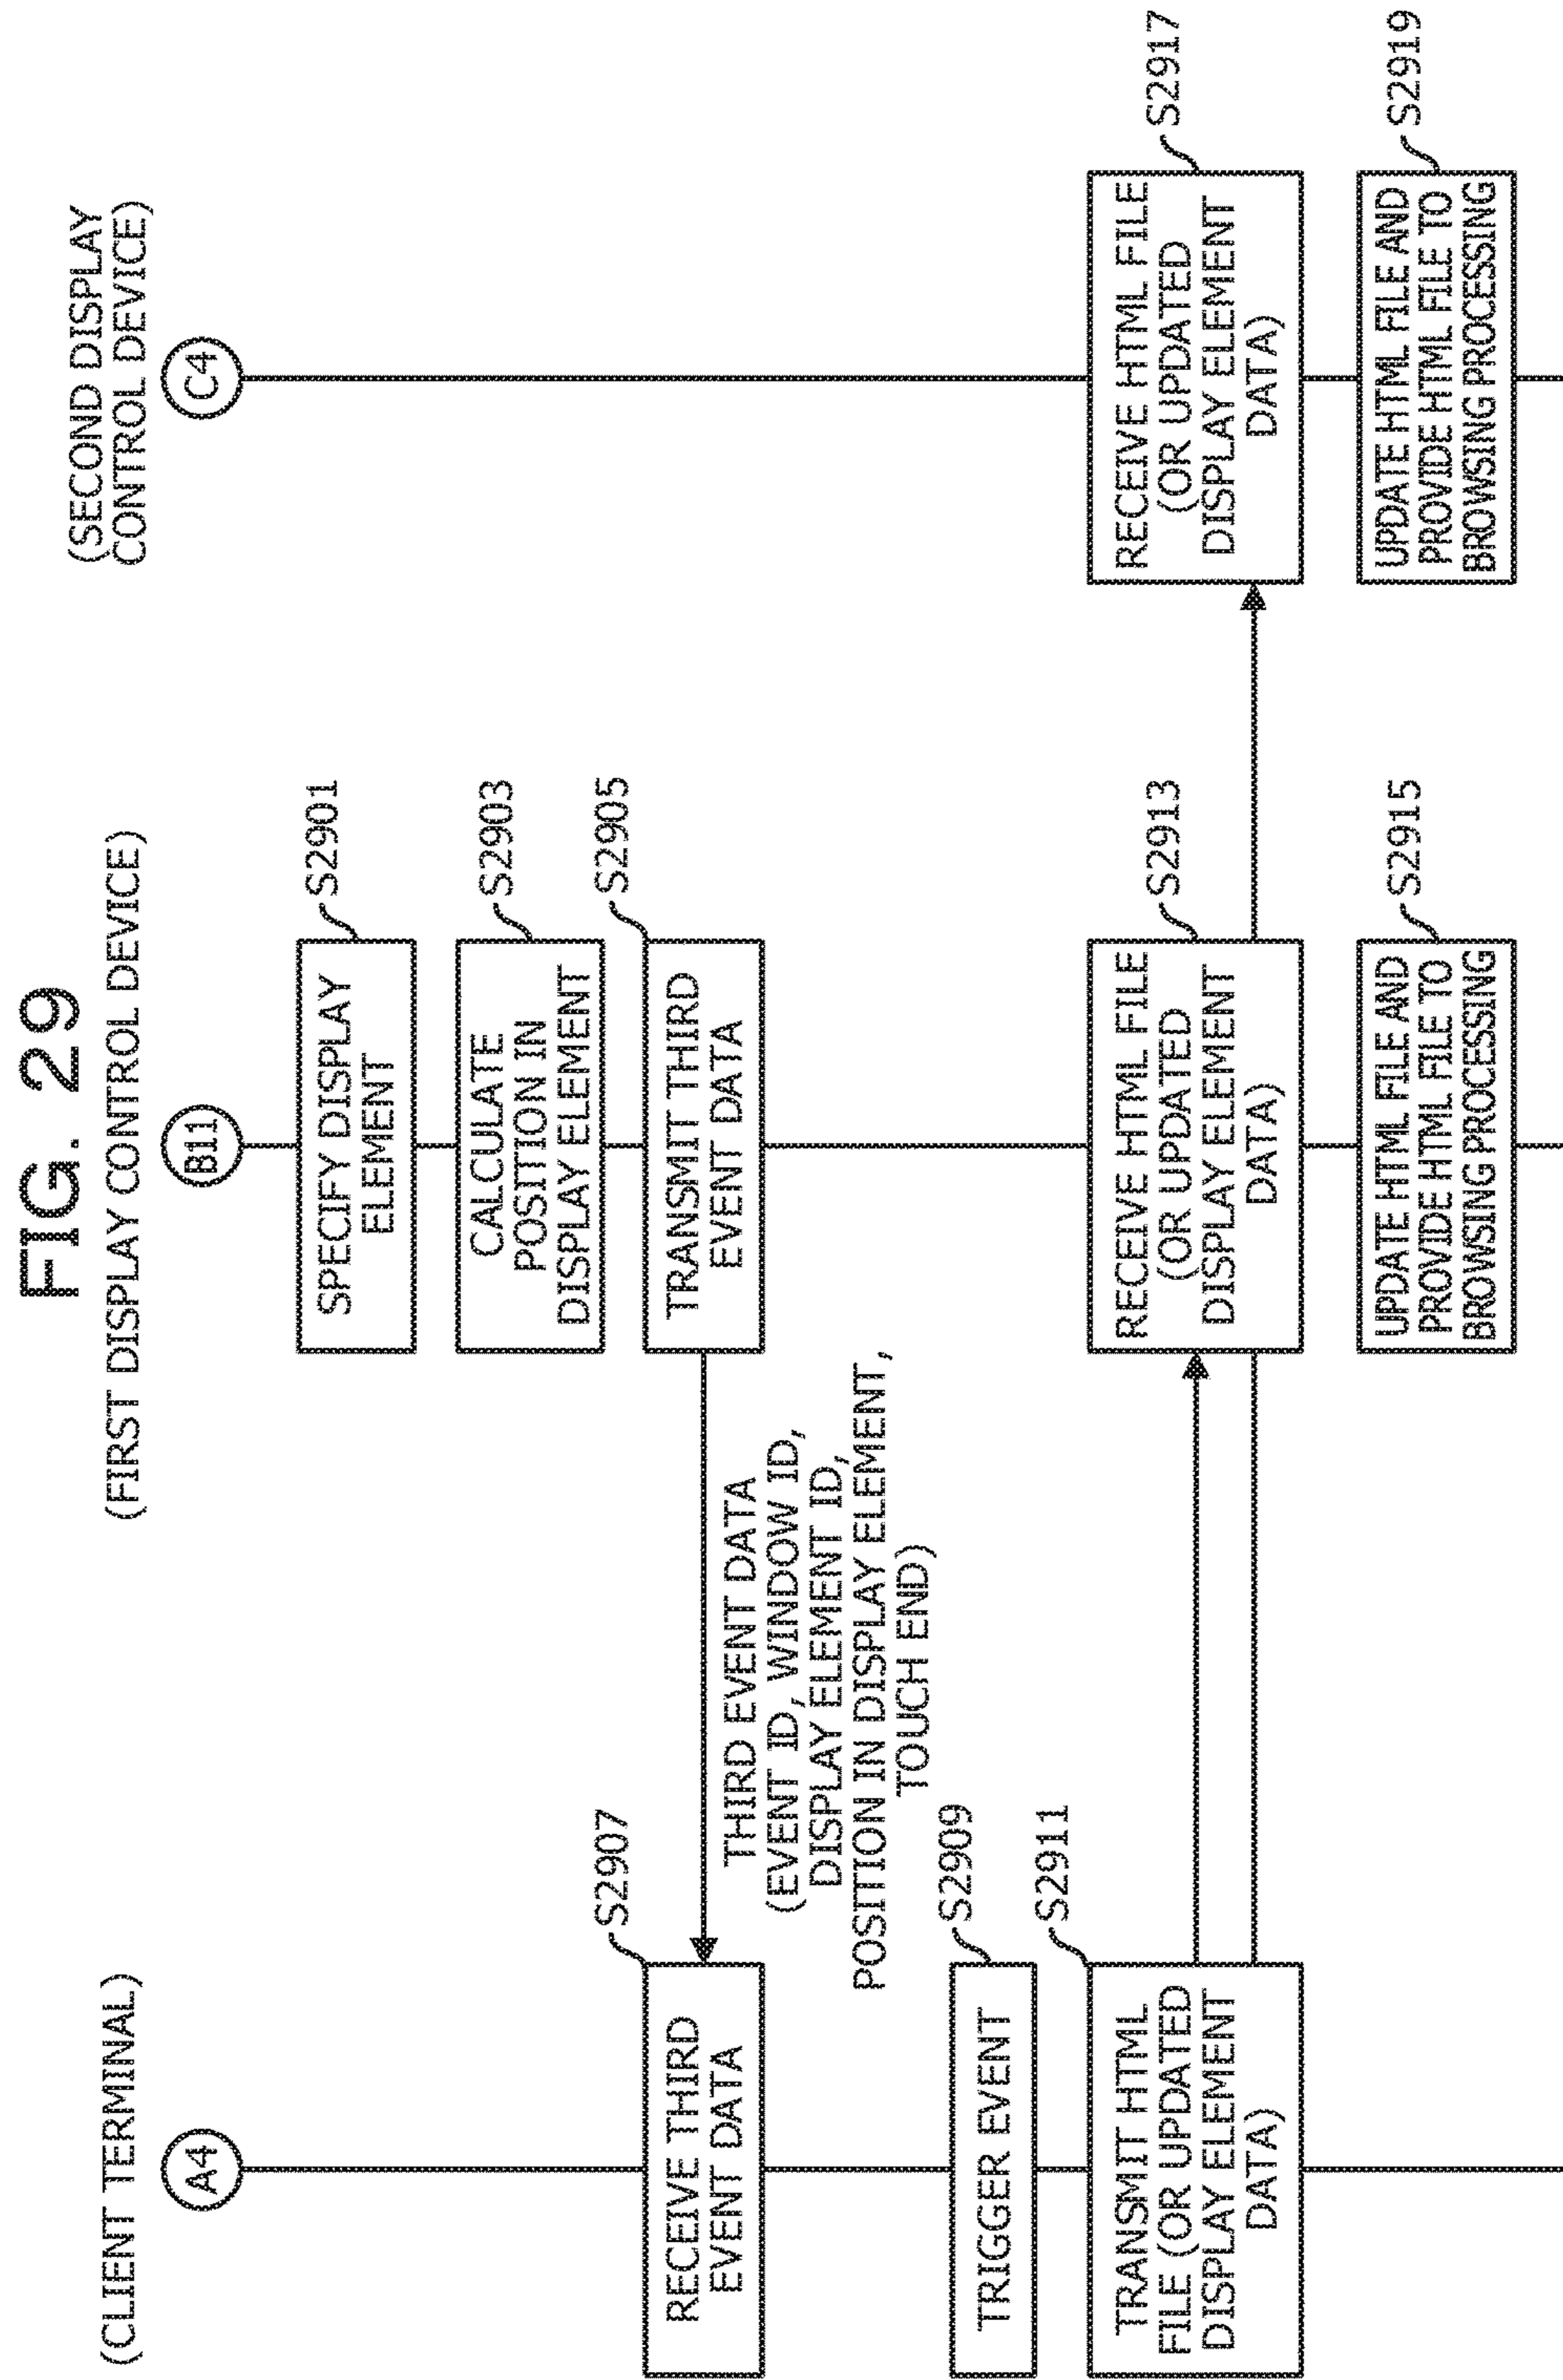 FIG. 29
(CLIENT TERMINAL)
(FIRST DISPLAY CONTROL DEVICE)
(SECOND DISPLAY
CONTROL DEVICE)
A4
B11
C4
SPECIFY DISPLAY
ELEMENT
S2901
CALCULATE
POSITION IN
DISPLAY ELEMENT
S2903
TRANSMIT THIRD
EVENT DATA
S2905
RECEIVE THIRD
EVENT DATA
S2907
THIRD EVENT DATA
(EVENT ID, WINDOW ID,
DISPLAY ELEMENT ID,
POSITION IN DISPLAY ELEMENT,
TOUCH END)
TRIGGER EVENT
S2909
TRANSMIT HTML
FILE (OR UPDATED
DISPLAY ELEMENT
DATA)
S2911
RECEIVE HTML FILE
(OR UPDATED
DISPLAY ELEMENT
DATA)
S2913
RECEIVE HTML FILE
(OR UPDATED
DISPLAY ELEMENT
DATA)
S2917
UPDATE HTML FILE AND
PROVIDE HTML FILE TO
BROWSING PROCESSING
S2915
UPDATE HTML FILE AND
PROVIDE HTML FILE TO
BROWSING PROCESSING
S2919